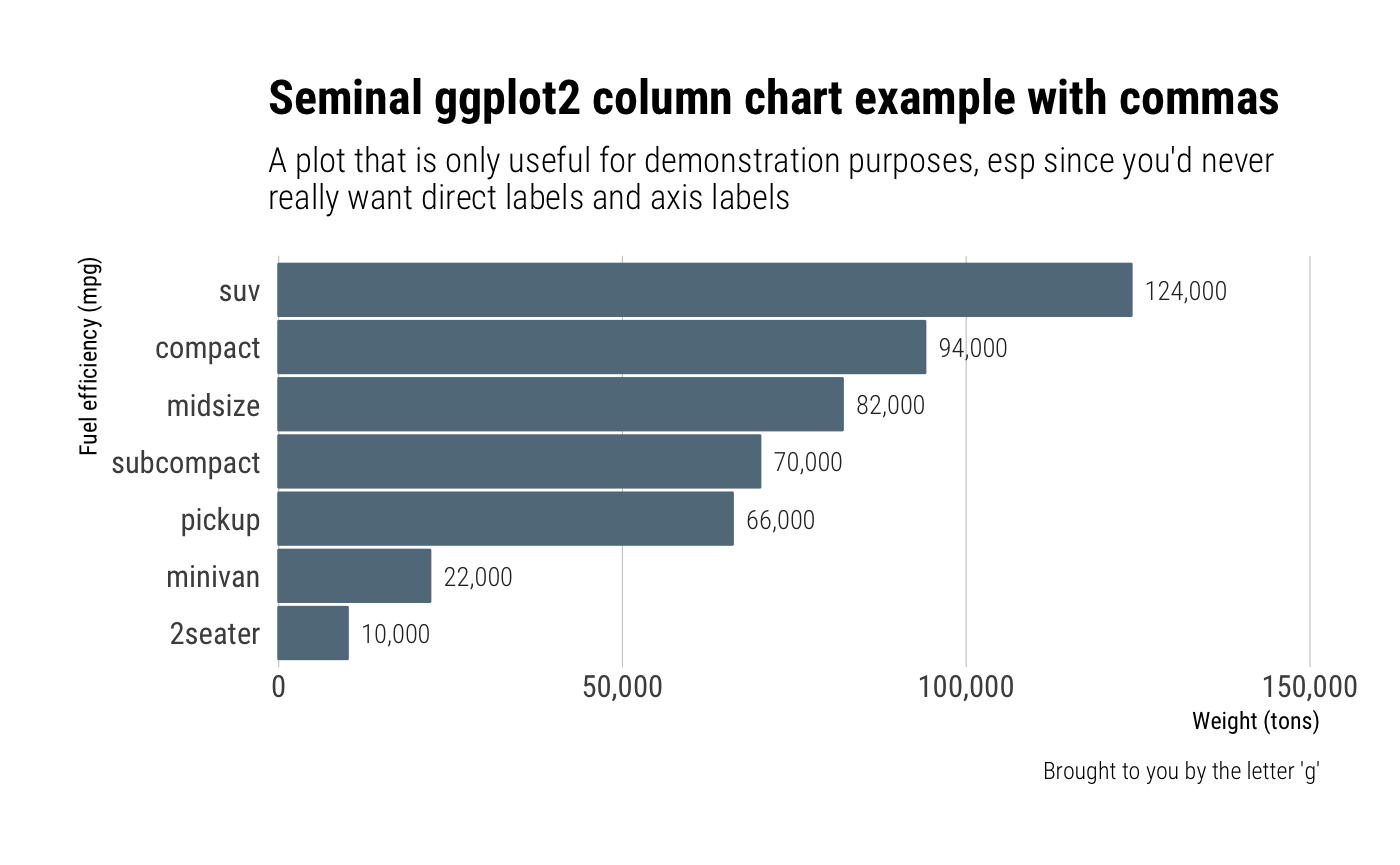 Seminal ggplot2 column chart example with commas
A plot that is only useful for demonstration purposes, esp since you'd never
really want direct labels and axis labels
Fuel efficiency (mpg)
suv 124,000
compact 94,000
midsize 82,000
subcompact 70,000
pickup 66,000
minivan 22,000
2seater 10,000
0 50,000 100,000 150,000
Weight (tons)
Brought to you by the letter 'g'